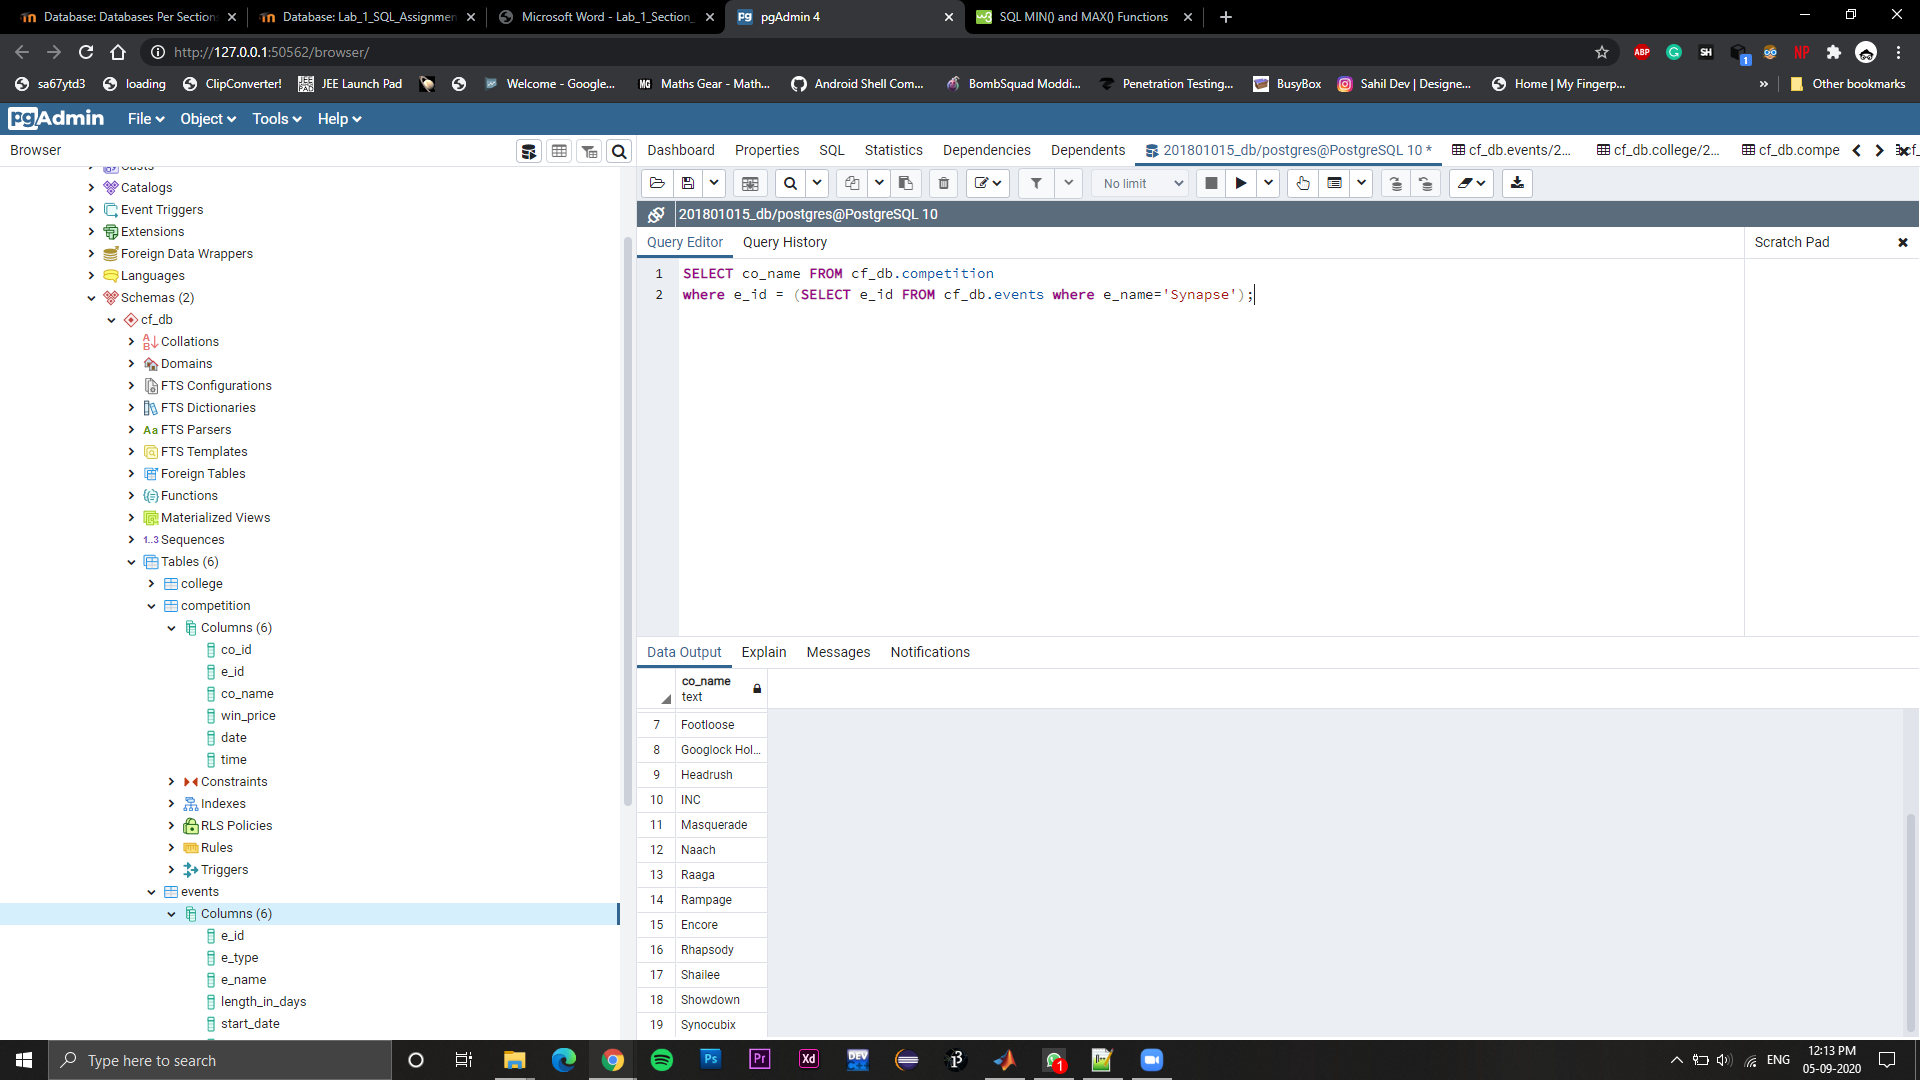 Database: Databases Per Section
Database: Lab_1_SQL_Assignmen
Microsoft Word - Lab_1_Section_
pgAdmin 4
SQL MIN() and MAX() Functions
http://127.0.0.1:50562/browser/
sa67ytd3
loading
ClipConverter!
JEE Launch Pad
Welcome - Google...
Maths Gear - Math...
Android Shell Com...
BombSquad Moddi...
Penetration Testing...
BusyBox
Sahil Dev | Designe...
Home | My Fingerp...
»
Other bookmarks
pgAdmin
File
Object
Tools
Help
Browser
Dashboard
Properties
SQL
Statistics
Dependencies
Dependents
201801015_db/postgres@PostgreSQL 10 *
cf_db.events/2...
cf_db.college/2...
cf_db.compe
No limit
201801015_db/postgres@PostgreSQL 10
Query Editor
Query History
Scratch Pad
1 SELECT co_name FROM cf_db.competition
2 where e_id = (SELECT e_id FROM cf_db.events where e_name='Synapse');
Casts
Catalogs
Event Triggers
Extensions
Foreign Data Wrappers
Languages
Schemas (2)
cf_db
Collations
Domains
FTS Configurations
FTS Dictionaries
Aa FTS Parsers
FTS Templates
Foreign Tables
Functions
Materialized Views
1..3 Sequences
Tables (6)
college
competition
Columns (6)
co_id
e_id
co_name
win_price
date
time
Constraints
Indexes
RLS Policies
Rules
Triggers
events
Columns (6)
e_id
e_type
e_name
length_in_days
start_date
Data Output
Explain
Messages
Notifications
co_name
text
7 Footloose
8 Googlock Hol...
9 Headrush
10 INC
11 Masquerade
12 Naach
13 Raaga
14 Rampage
15 Encore
16 Rhapsody
17 Shailee
18 Showdown
19 Synocubix
Type here to search
ENG
12:13 PM
05-09-2020